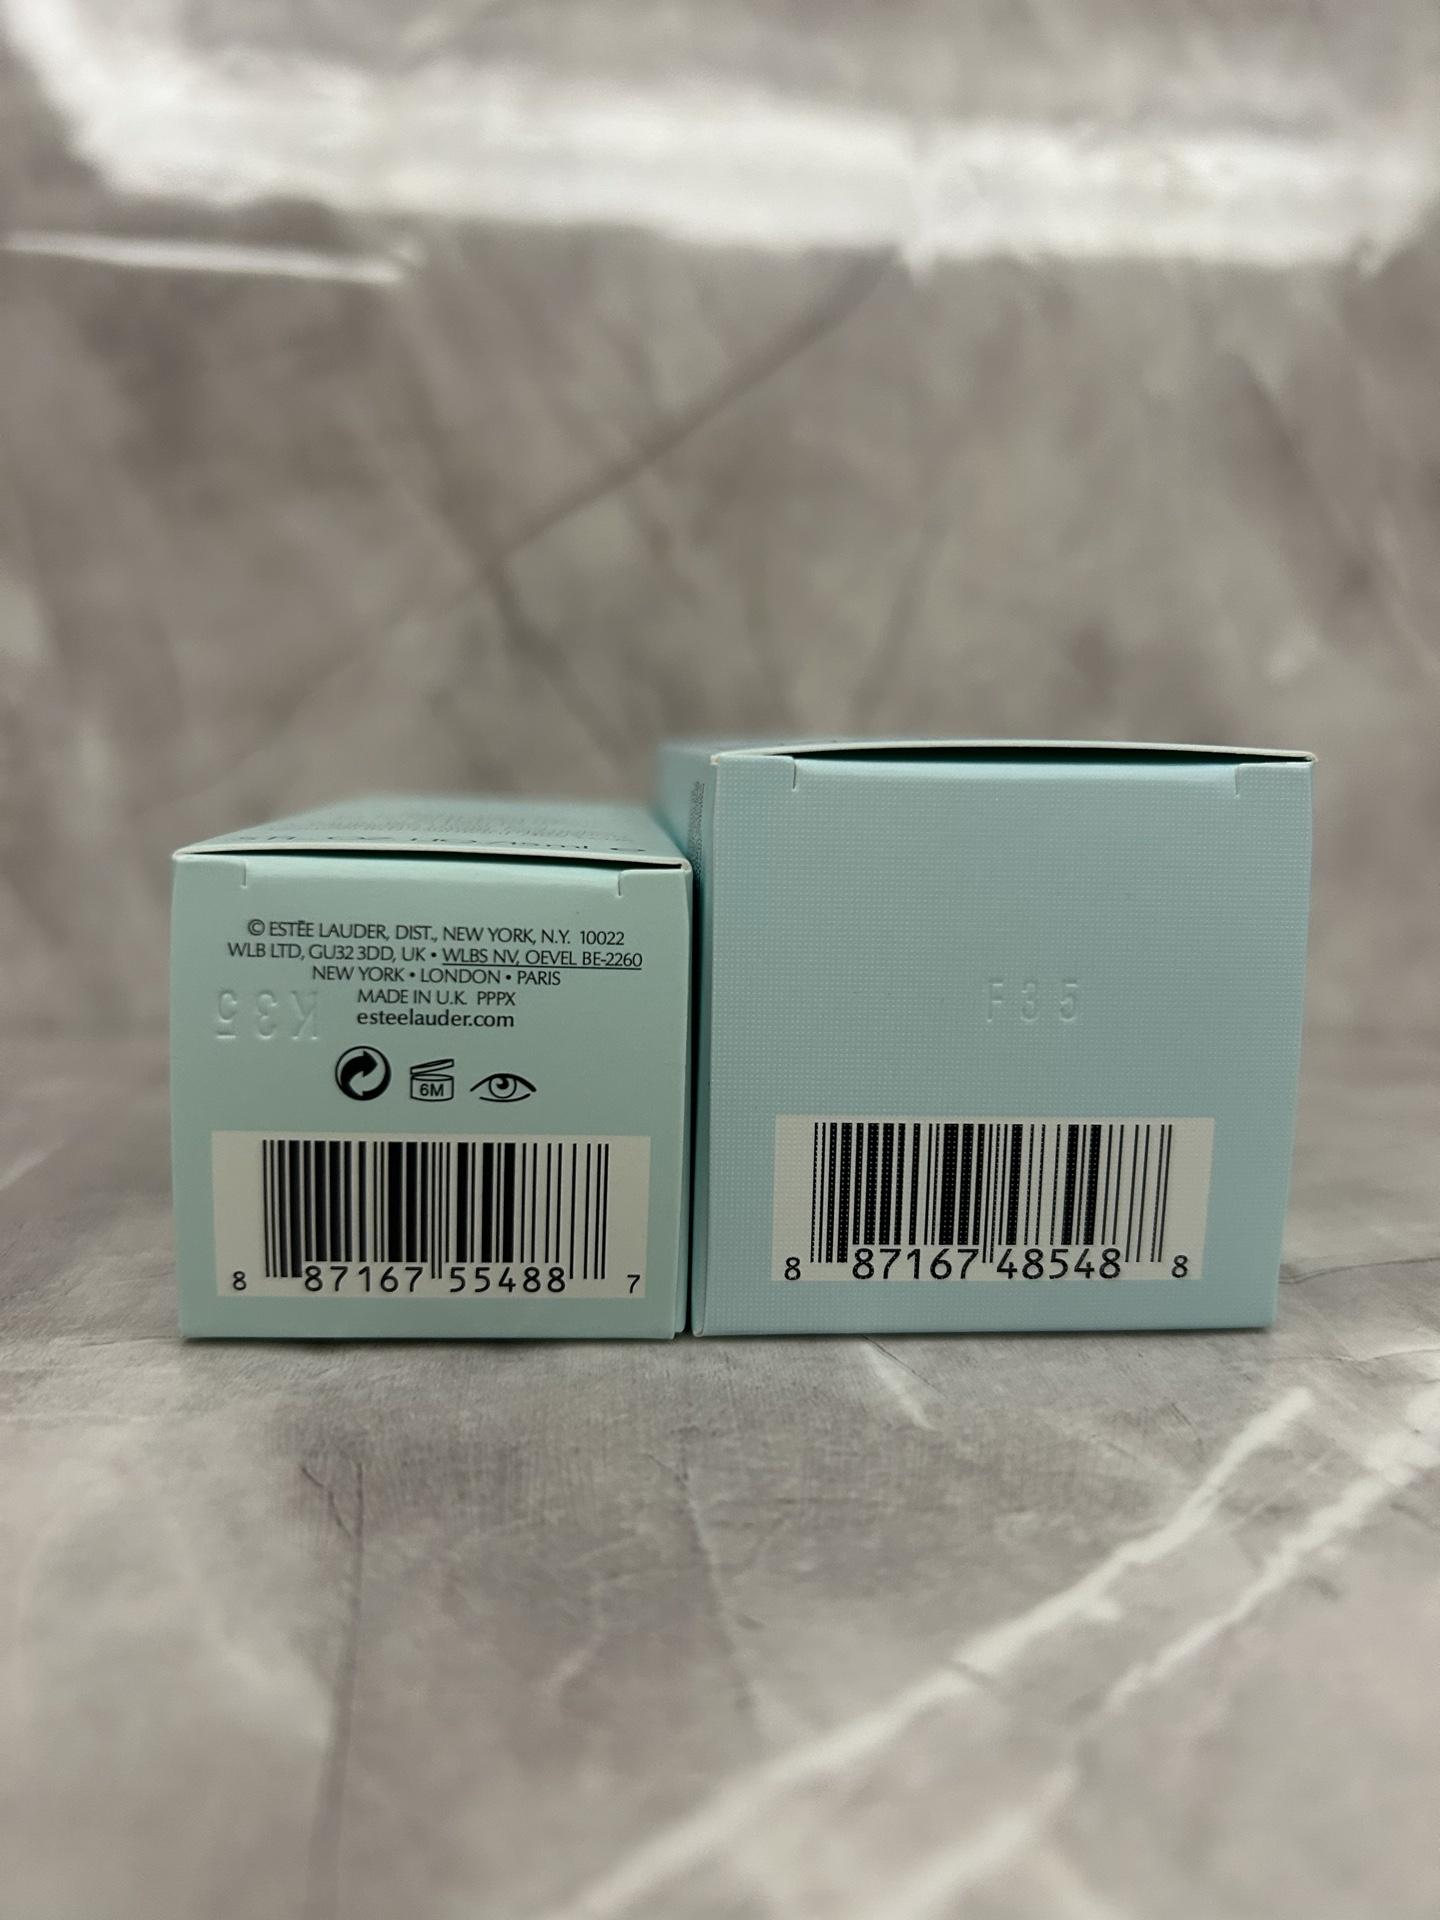 © ESTĒE LAUDER, DIST., NEW YORK, N.Y. 10022
WLB LTD, GU32 3DD, UK • WLBS NV, OEVEL BE-2260
NEW YORK • LONDON • PARIS
MADE IN U.K. PPPX
esteelauder.com
K35
6M
8 87167 55488 7
F35
8 87167 48548 8